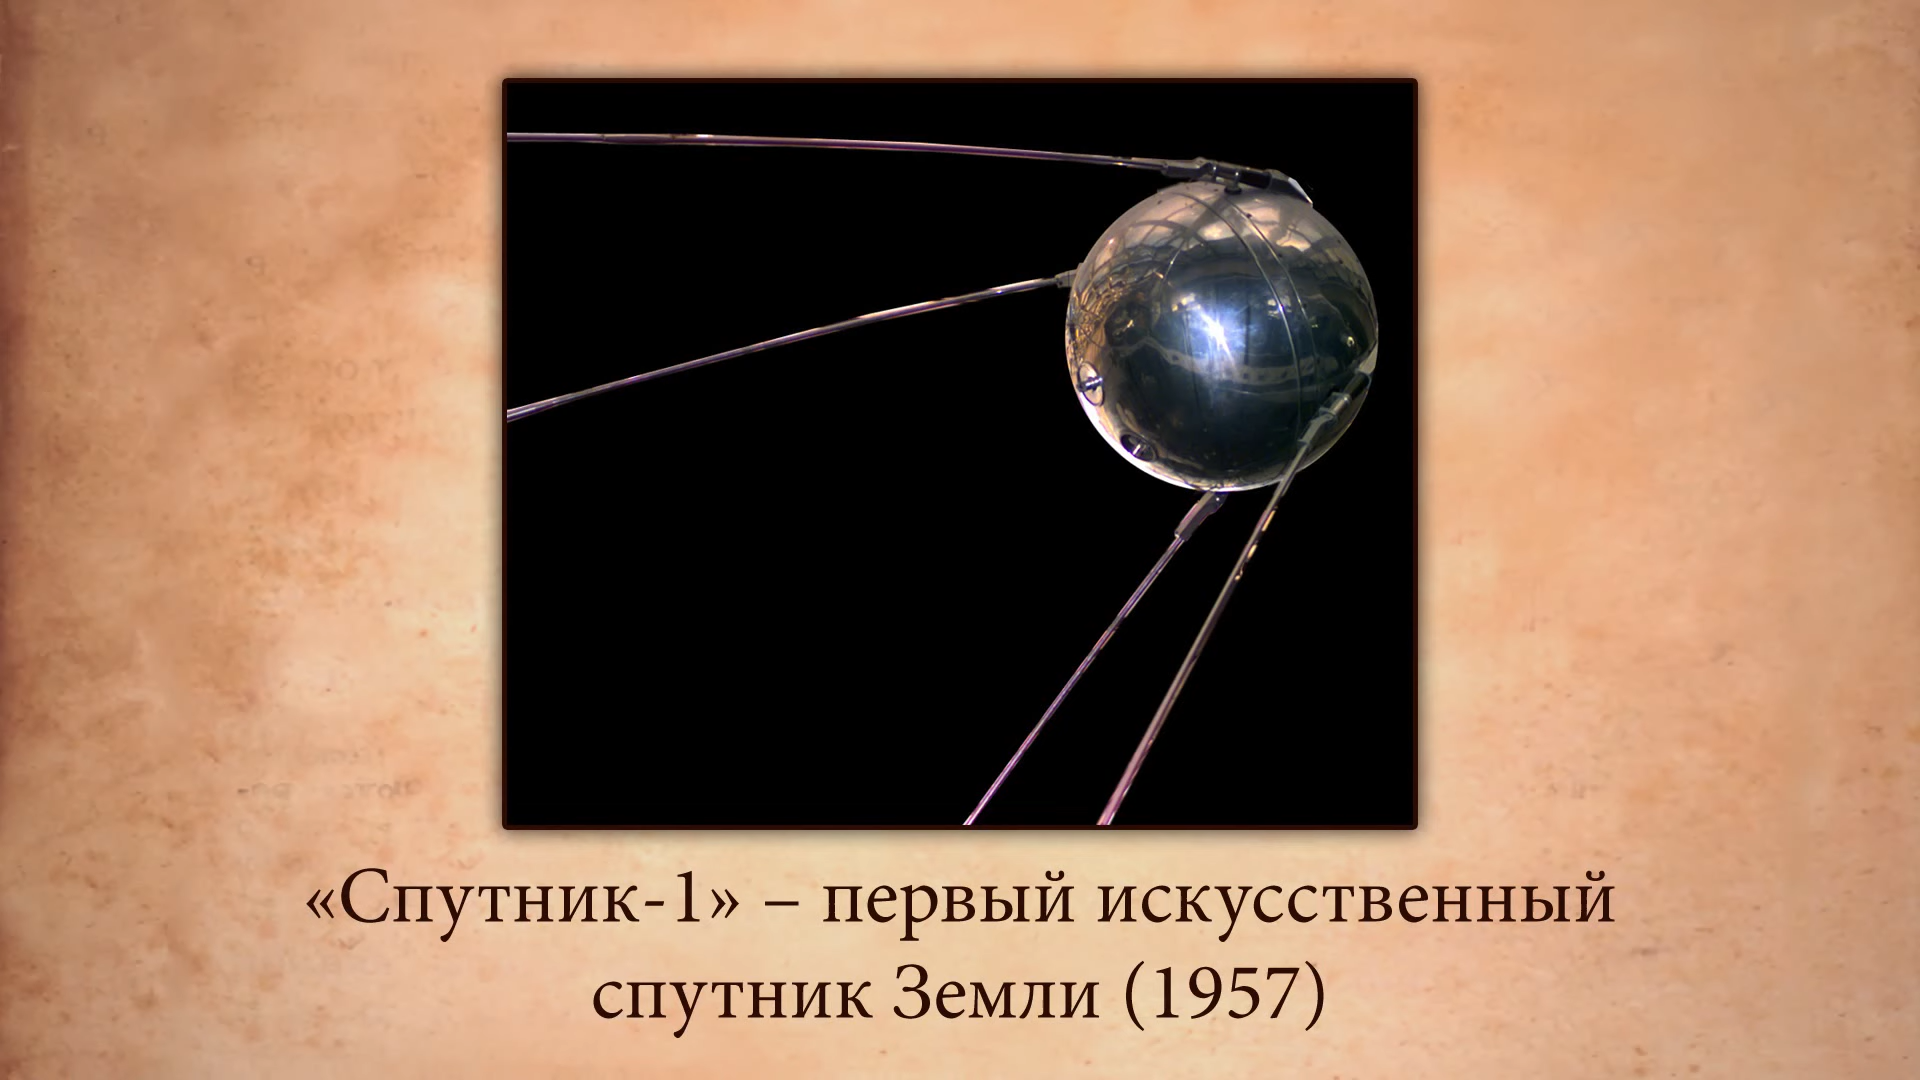 «Спутник-1» – первый искусственный
спутник Земли (1957)